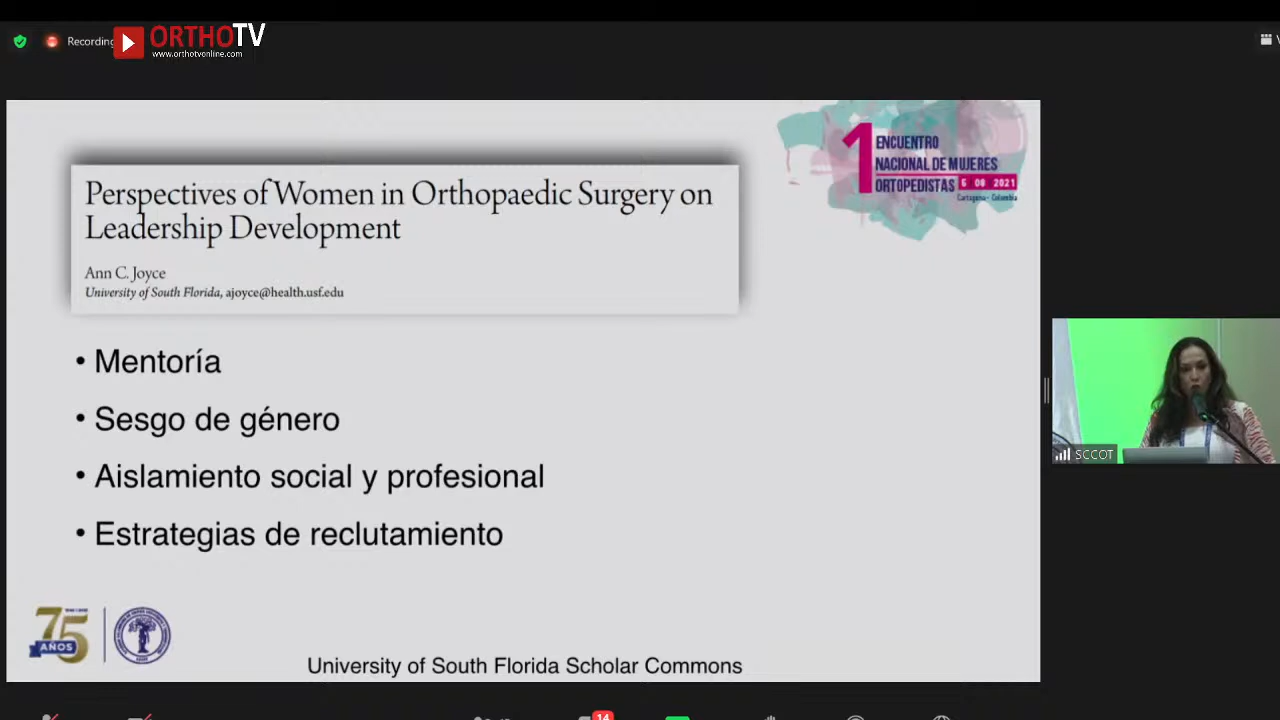 Recording
ORTHOTV
www.orthotvonline.com
1 ENCUENTRO
NACIONAL DE MUJERES
ORTOPEDISTAS 6 08 2021
Cartagena - Colombia
Perspectives of Women in Orthopaedic Surgery on
Leadership Development
Ann C. Joyce
University of South Florida, ajoyce@health.usf.edu
• Mentoría
• Sesgo de género
• Aislamiento social y profesional
• Estrategias de reclutamiento
SCCOT
75
AÑOS
University of South Florida Scholar Commons
14